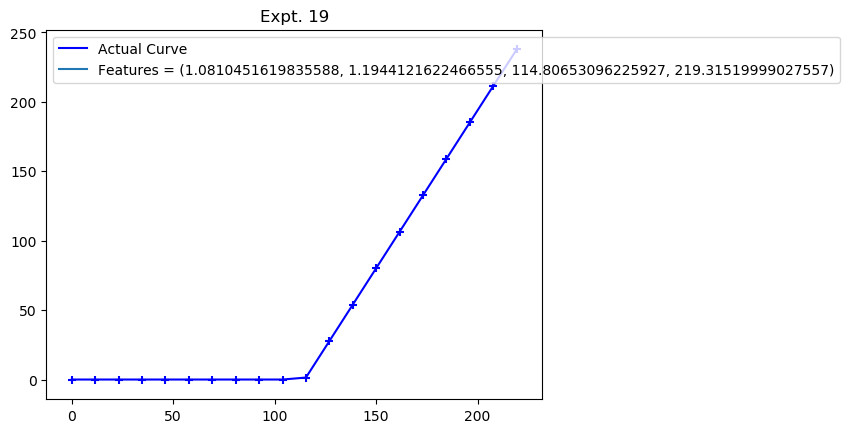 Expt. 19
Actual Curve
Features = (1.0810451619835588, 1.1944121622466555, 114.80653096225927, 219.31519999027557)
250
200
150
100
50
0
0 50 100 150 200